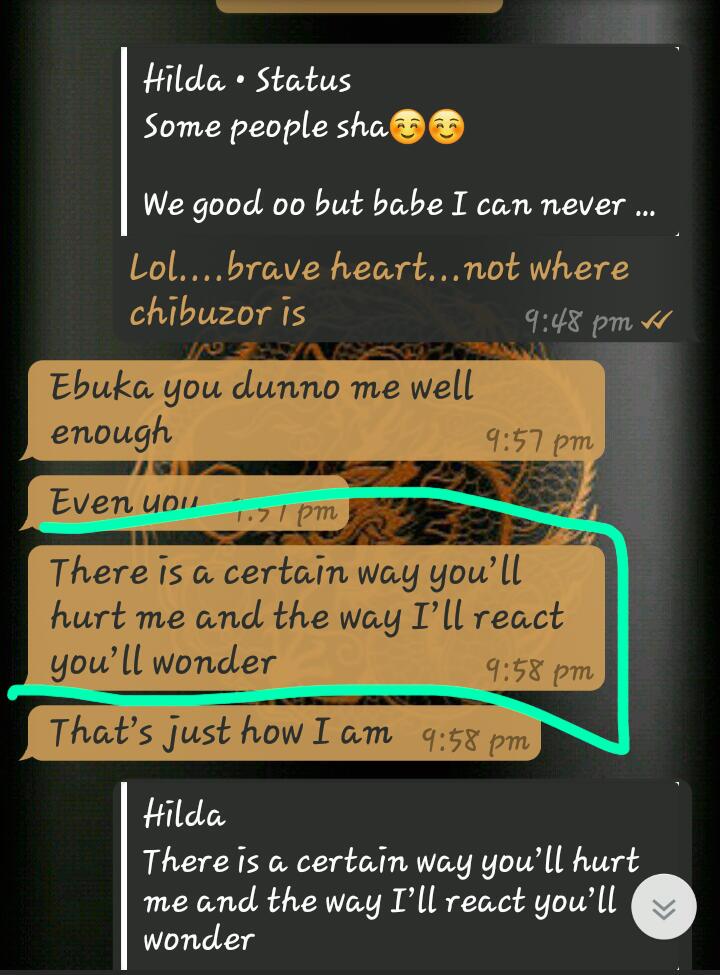 Hilda • Status
Some people sha☺️☺️
We good oo but babe I can never ...
Lol....brave heart...not where
chibuzor is
9:48 pm
Ebuka you dunno me well
enough
9:57 pm
Even you
9:57 pm
There is a certain way you'll
hurt me and the way I'll react
you'll wonder
9:58 pm
That's just how I am
9:58 pm
Hilda
There is a certain way you'll hurt
me and the way I'll react you'll
wonder